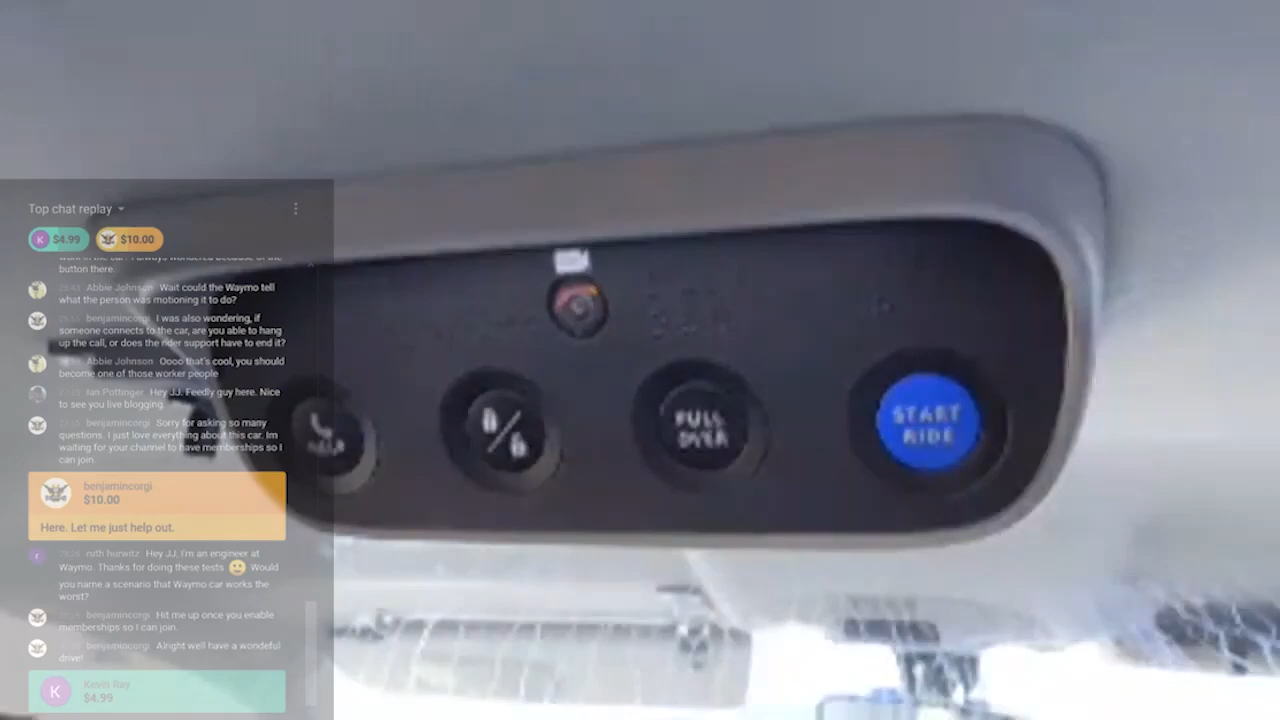 Top chat replay
K $4.99 $10.00
button there.
Abbie Johnson Wait could the Waymo tell
what the person was motioning it to do?
benjamincorgi I was also wondering, if
someone connects to the car, are you able to hang
up the call, or does the rider support have to end it?
Abbie Johnson Oooo that's cool, you should
become one of those worker people
Ian Pottinger Hey JJ. Feedly guy here. Nice
to see you live blogging.
benjamincorgi Sorry for asking so many
questions. I just love everything about this car. Im
waiting for your channel to have memberships so I
can join.
benjamincorgi
$10.00
Here. Let me just help out.
ruth hurwitz Hey JJ, I'm an engineer at
Waymo. Thanks for doing these tests 🙂 Would
you name a scenario that Waymo car works the
worst?
benjamincorgi Hit me up once you enable
memberships so I can join.
benjamincorgi Alright well have a wondeful
drive!
K Kevin Ray
$4.99
HELP
PULL
OVER
START
RIDE